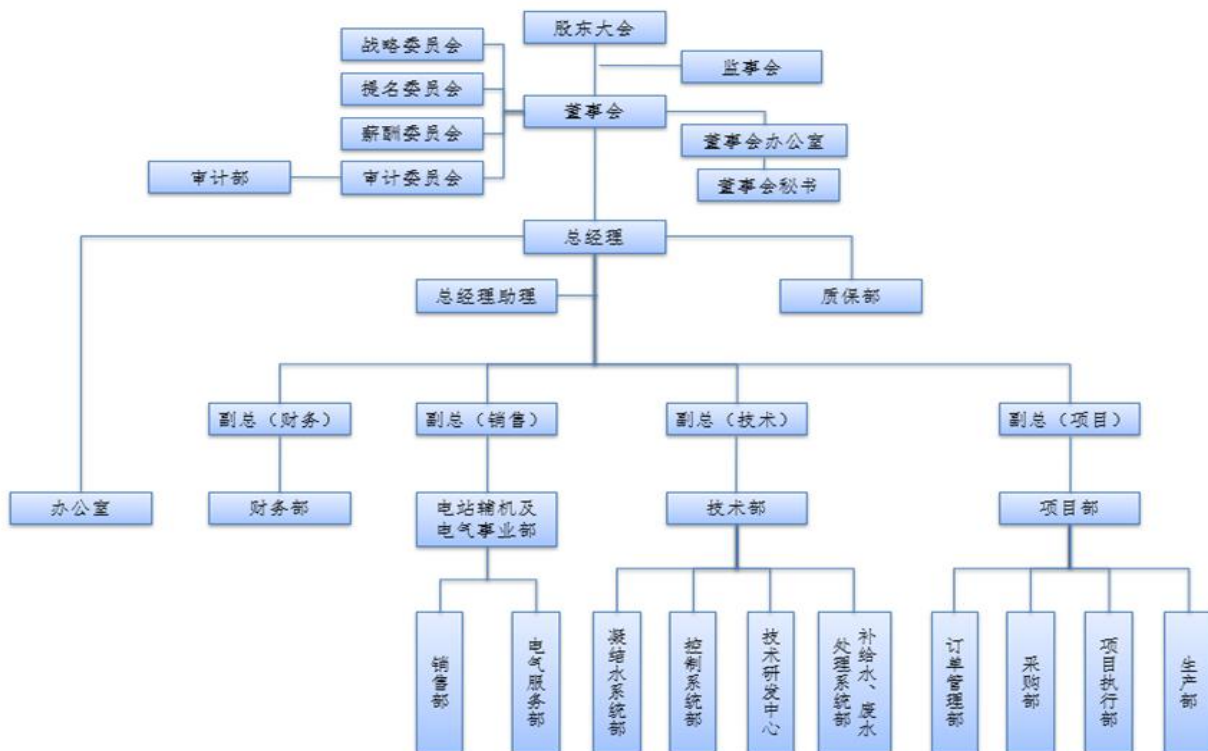 股东大会
战略委员会
监事会
提名委员会
董事会
薪酬委员会
董事会办公室
审计部
审计委员会
董事会秘书
总经理
总经理助理
质保部
副总（财务）
副总（销售）
副总（技术）
副总（项目）
办公室
财务部
电站辅机及
电气事业部
技术部
项目部
销售部
电气服务部
凝结水系统部
控制系统部
技术研发中心
补给水、废水
处理系统部
订单管理部
采购部
项目执行部
生产部